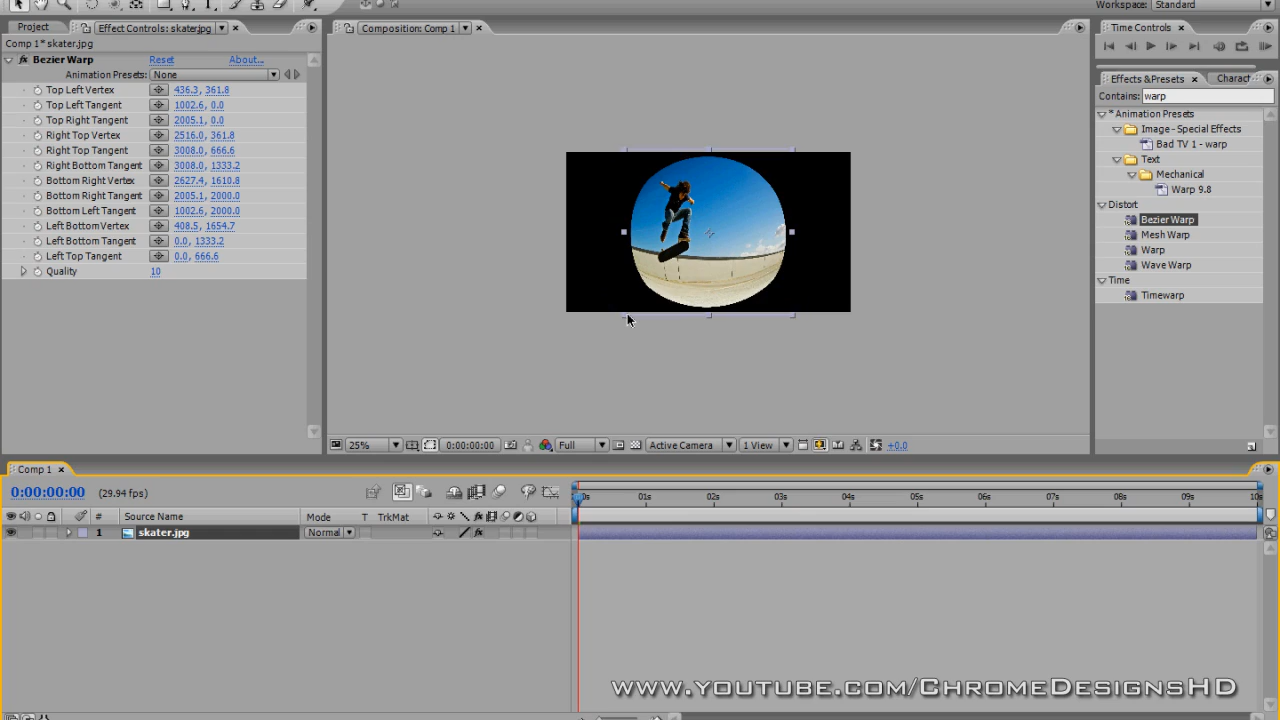 Workspace: Standard
Project
Effect Controls: skater.jpg
Composition: Comp 1
Time Controls
Comp 1* skater.jpg
Bezier Warp Reset About...
Animation Presets: None
Top Left Vertex 436.3, 361.8
Top Left Tangent 1002.6, 0.0
Top Right Tangent 2005.1, 0.0
Right Top Vertex 2516.0, 361.8
Right Top Tangent 3008.0, 666.6
Right Bottom Tangent 3008.0, 1333.2
Bottom Right Vertex 2627.4, 1610.8
Bottom Right Tangent 2005.1, 2000.0
Bottom Left Tangent 1002.6, 2000.0
Left Bottom Vertex 408.5, 1654.7
Left Bottom Tangent 0.0, 1333.2
Left Top Tangent 0.0, 666.6
Quality 10
Effects & Presets Charact
Contains: warp
* Animation Presets
Image - Special Effects
Bad TV 1 - warp
Text
Mechanical
Warp 9.8
Distort
Bezier Warp
Mesh Warp
Warp
Wave Warp
Time
Timewarp
25% 0:00:00:00 Full Active Camera 1 View +0.0
Comp 1
0:00:00:00 (29.94 fps)
0s 01s 02s 03s 04s 05s 06s 07s 08s 09s 10s
# Source Name Mode T TrkMat
1 skater.jpg Normal
www.youtube.com/ChromeDesignsHD